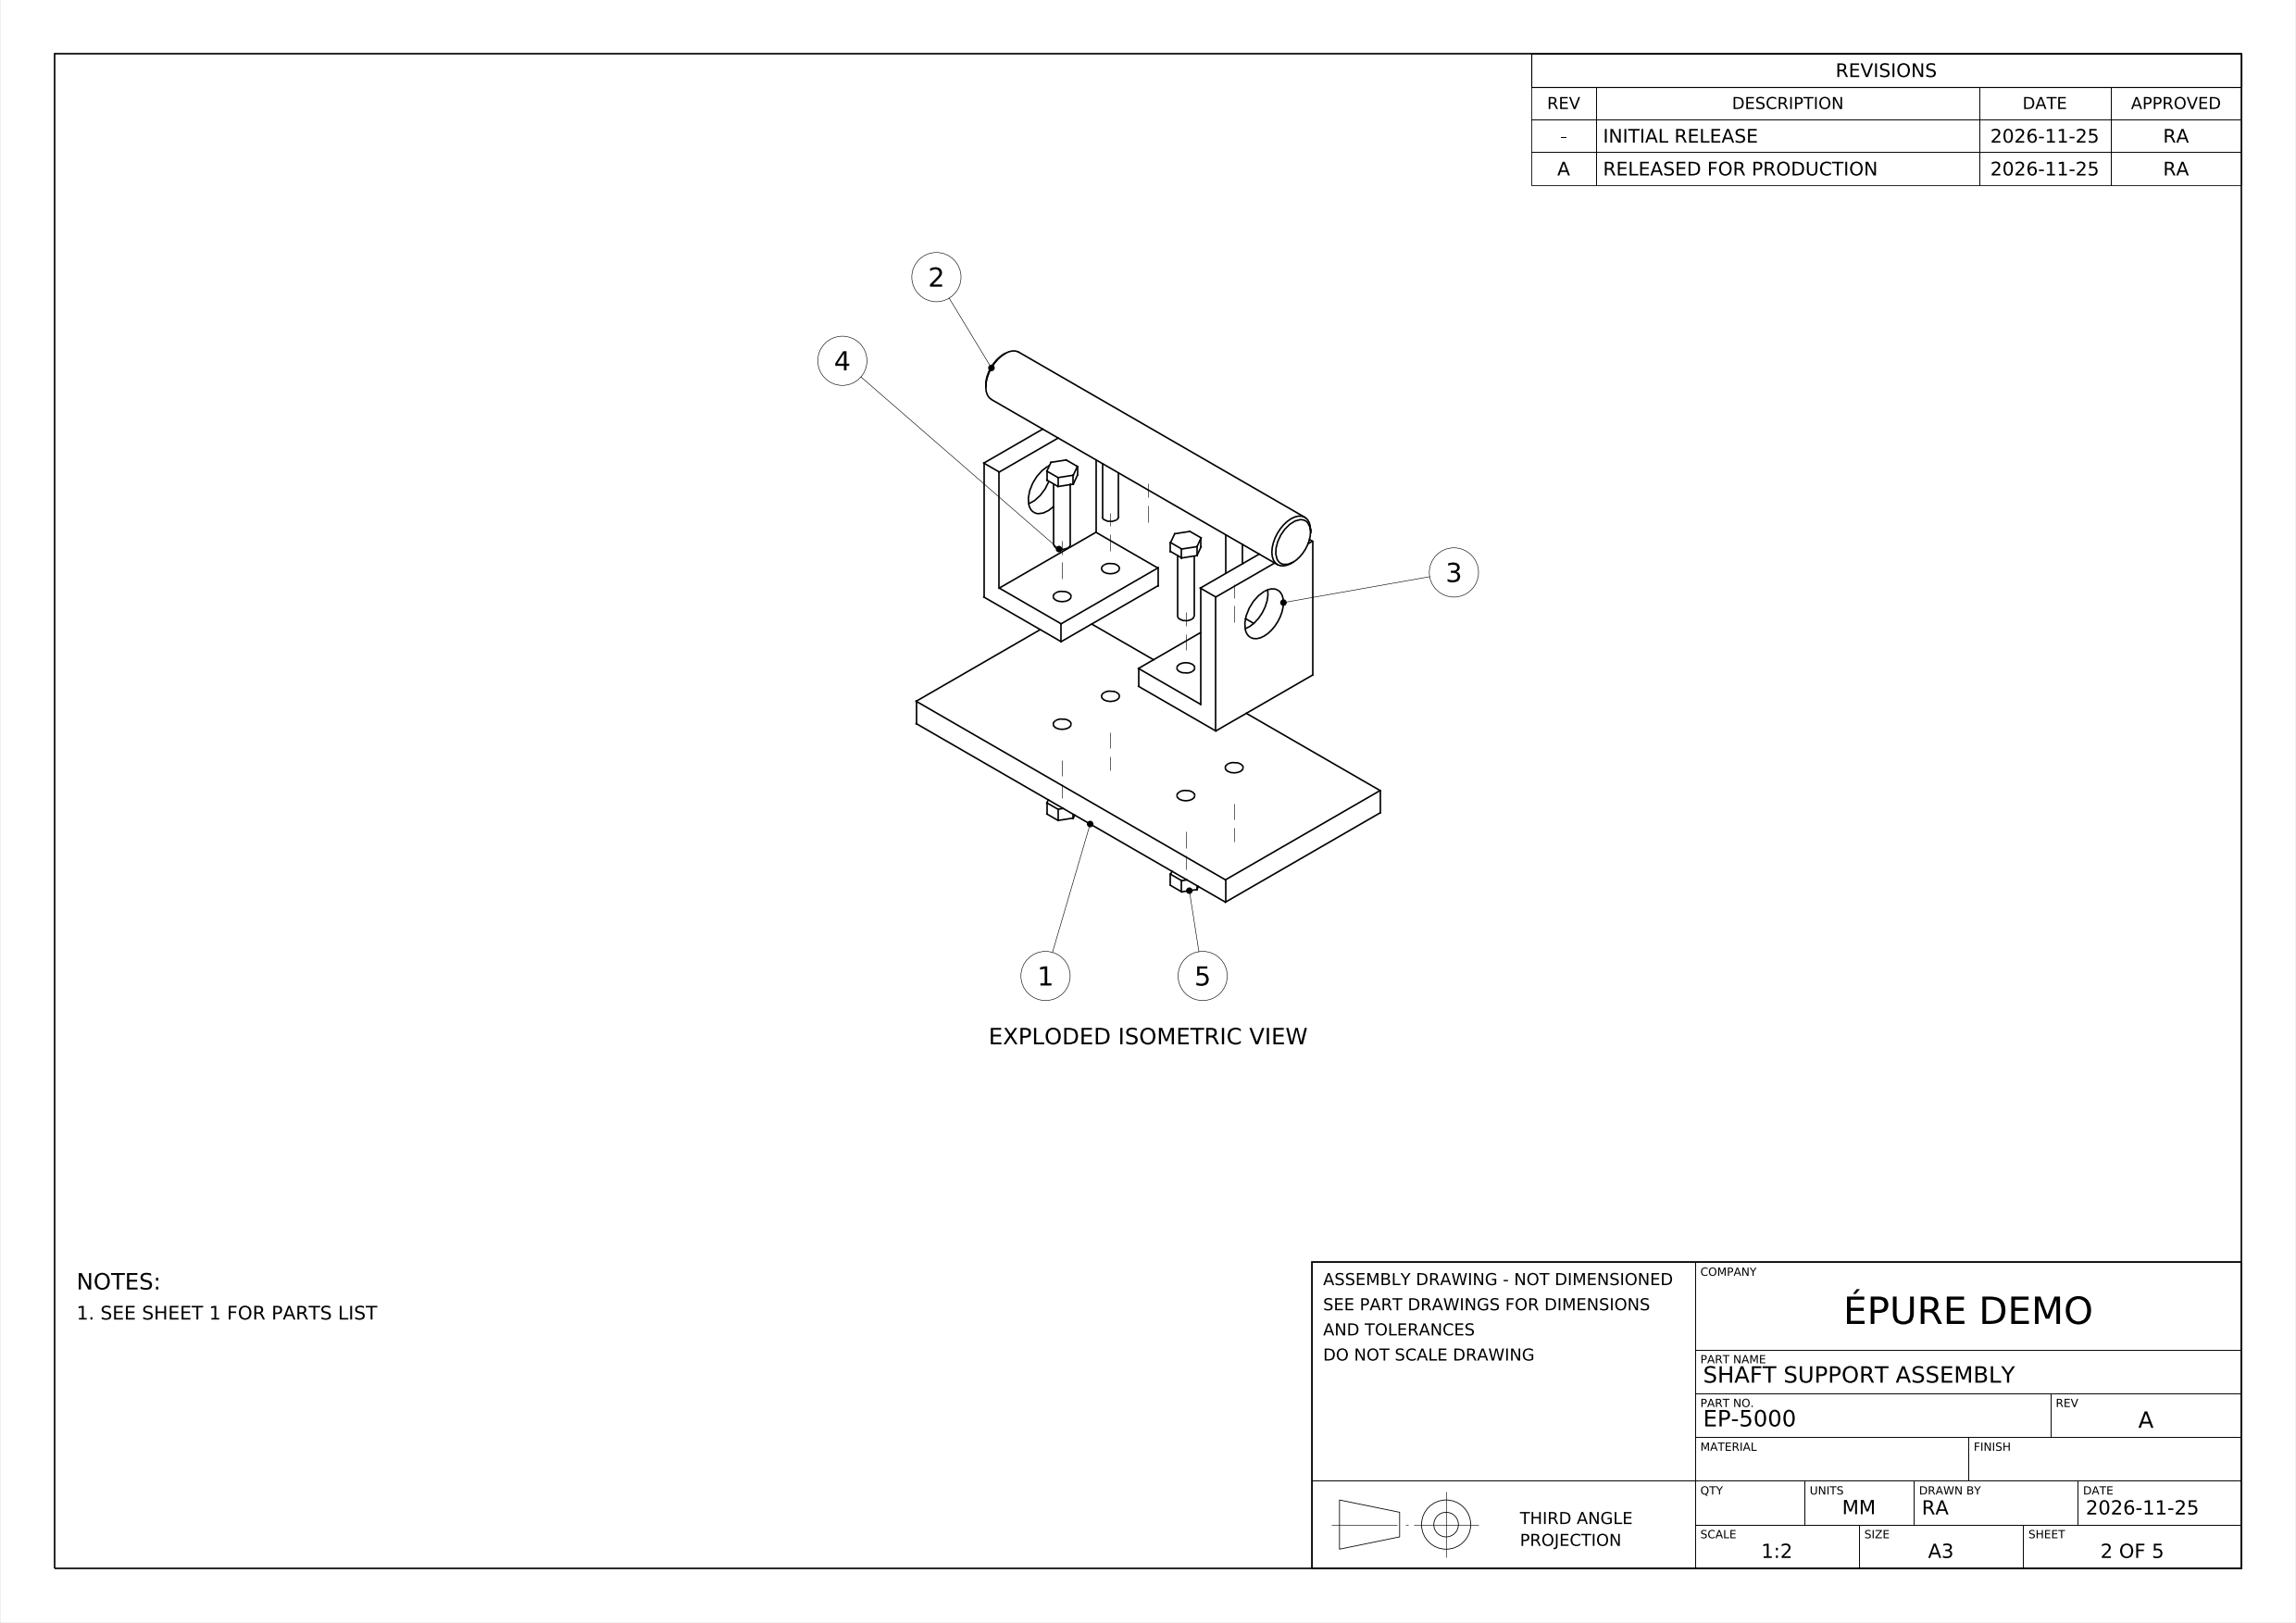 REVISIONS
REV DESCRIPTION DATE APPROVED
- INITIAL RELEASE 2026-11-25 RA
A RELEASED FOR PRODUCTION 2026-11-25 RA
2
4
3
1
5
EXPLODED ISOMETRIC VIEW
NOTES:
1. SEE SHEET 1 FOR PARTS LIST
ASSEMBLY DRAWING - NOT DIMENSIONED
SEE PART DRAWINGS FOR DIMENSIONS
AND TOLERANCES
DO NOT SCALE DRAWING
THIRD ANGLE
PROJECTION
COMPANY
ÉPURE DEMO
PART NAME
SHAFT SUPPORT ASSEMBLY
PART NO. REV
EP-5000 A
MATERIAL FINISH
QTY UNITS DRAWN BY DATE
MM RA 2026-11-25
SCALE SIZE SHEET
1:2 A3 2 OF 5